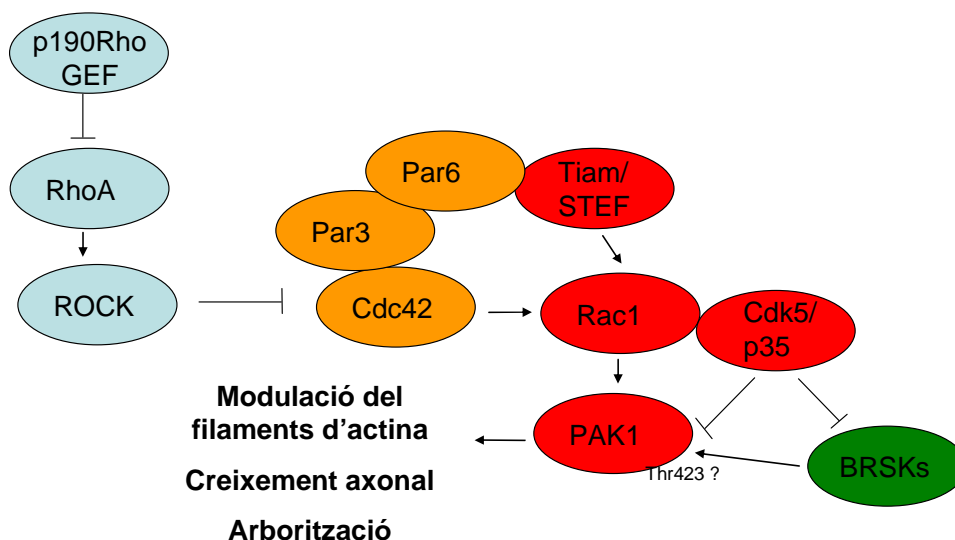 p190Rho
GEF
RhoA
ROCK
Par6
Par3
Cdc42
Tiam/
STEF
Rac1
Cdk5/
p35
PAK1
Thr423 ?
BRSKs
Modulació del
filaments d’actina
Creixement axonal
Arborització